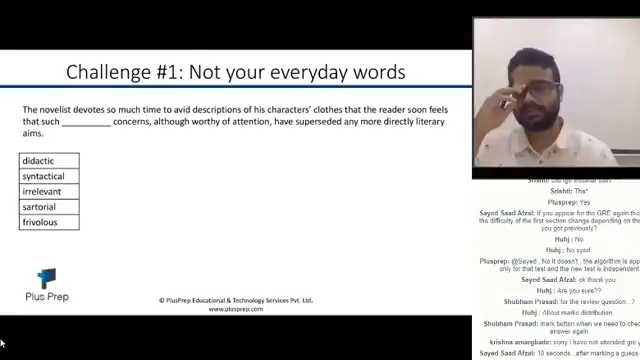 Challenge #1: Not your everyday words
The novelist devotes so much time to avid descriptions of his characters' clothes that the reader soon feels
that such __________ concerns, although worthy of attention, have superseded any more directly literary
aims.
didactic
syntactical
irrelevant
sartorial
frivolous
Plus Prep
© PlusPrep Educational & Technology Services Pvt. Ltd.
www.plusprep.com
Srishti: Tha*
Plusprep: Yes
Sayed Saad Afzal: If you appear for the GRE again the
the difficulty of the first section change depending on the
you got previously?
Huhj : No
Huhj : No syed
Plusprep: @Sayed , No it doesn't , the algorithm is app
only for that test and the new test is independent
Sayed Saad Afzal: ok thank you
Huhj : Are you sure??
Shubham Prasad: for the review question...?
Huhj : About marks distribution
Shubham Prasad: mark button when we need to chec
answer again
krishna amarghade: sorry i have not attended gre y
Sayed Saad Afzal: 10 seconds... after marking a guess